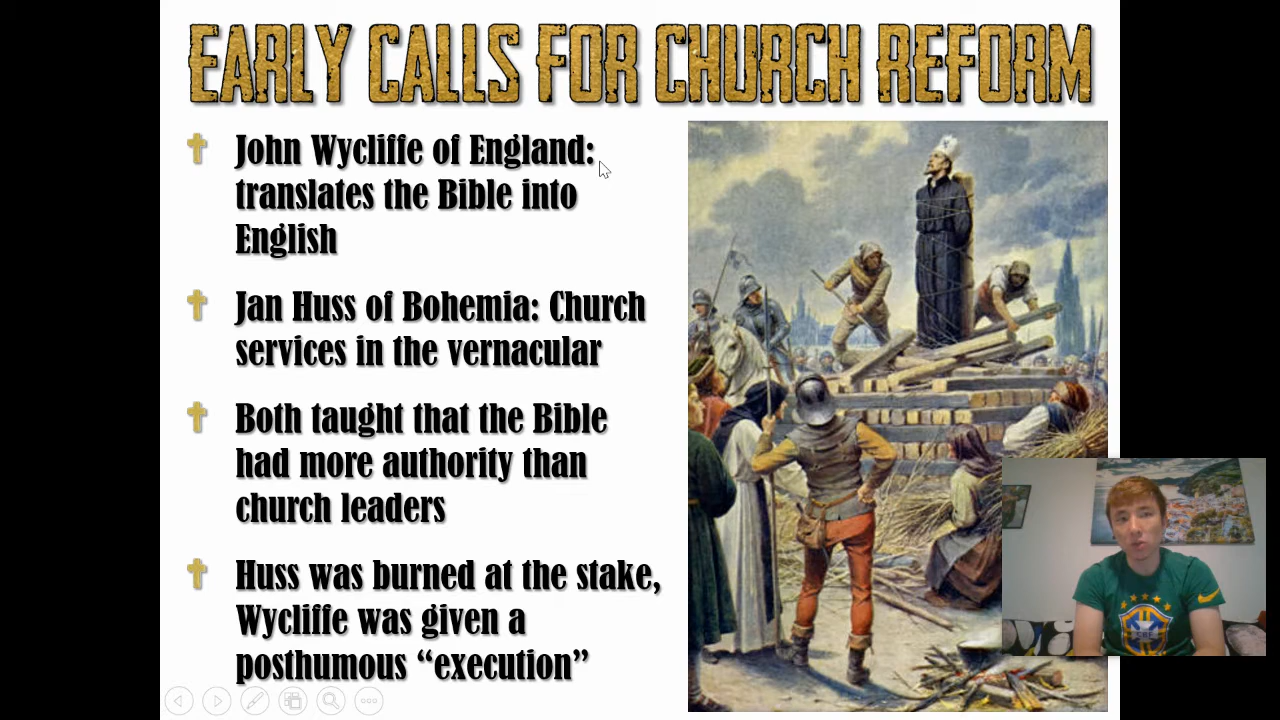 EARLY CALLS FOR CHURCH REFORM
John Wycliffe of England:
translates the Bible into
English
Jan Huss of Bohemia: Church
services in the vernacular
Both taught that the Bible
had more authority than
church leaders
Huss was burned at the stake,
Wycliffe was given a
posthumous “execution”
CBF